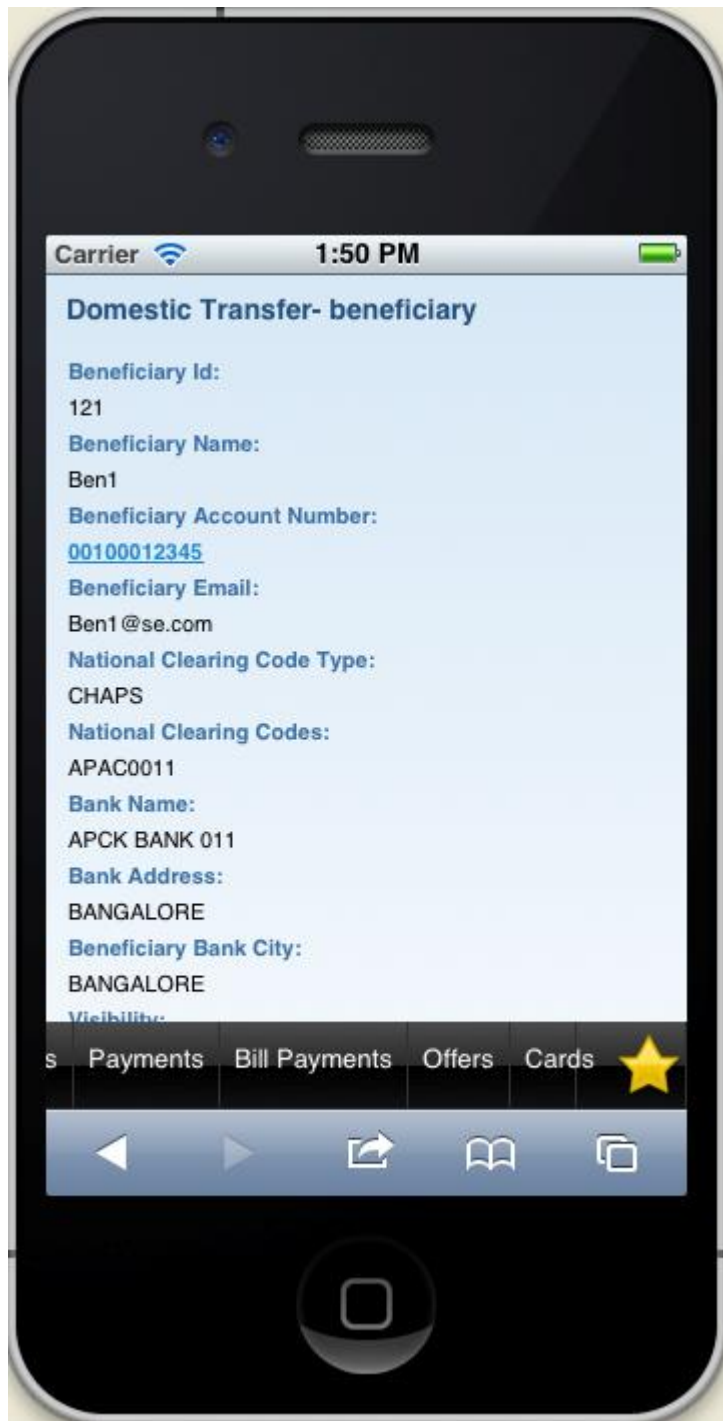 Carrier 1:50 PM
Domestic Transfer- beneficiary
Beneficiary Id:
121
Beneficiary Name:
Ben1
Beneficiary Account Number:
00100012345
Beneficiary Email:
Ben1@se.com
National Clearing Code Type:
CHAPS
National Clearing Codes:
APAC0011
Bank Name:
APCK BANK 011
Bank Address:
BANGALORE
Beneficiary Bank City:
BANGALORE
Visibility:
s Payments Bill Payments Offers Cards